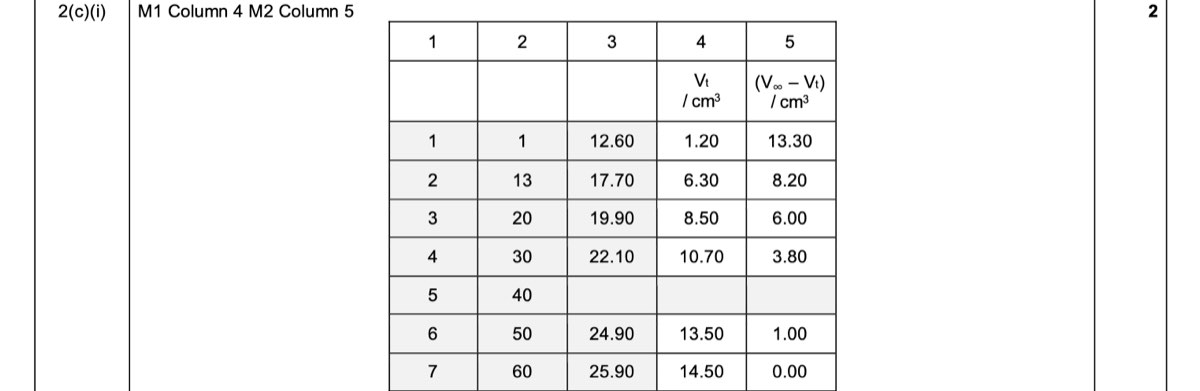 2(c)(i) M1 Column 4 M2 Column 5 2
1 2 3 4 5
Vt / cm³ (V∞ – Vt) / cm³
1 1 12.60 1.20 13.30
2 13 17.70 6.30 8.20
3 20 19.90 8.50 6.00
4 30 22.10 10.70 3.80
5 40
6 50 24.90 13.50 1.00
7 60 25.90 14.50 0.00